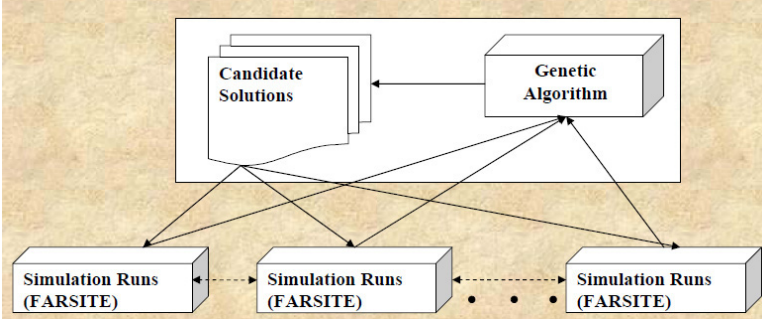 Candidate
Solutions
Genetic
Algorithm
Simulation Runs
(FARSITE)
Simulation Runs
(FARSITE)
Simulation Runs
(FARSITE)